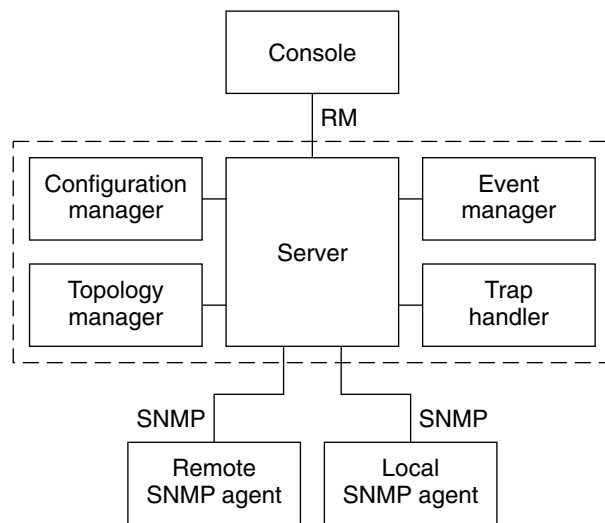 Console
RM
Configuration
manager
Server
Event
manager
Topology
manager
Trap
handler
SNMP
SNMP
Remote
SNMP agent
Local
SNMP agent